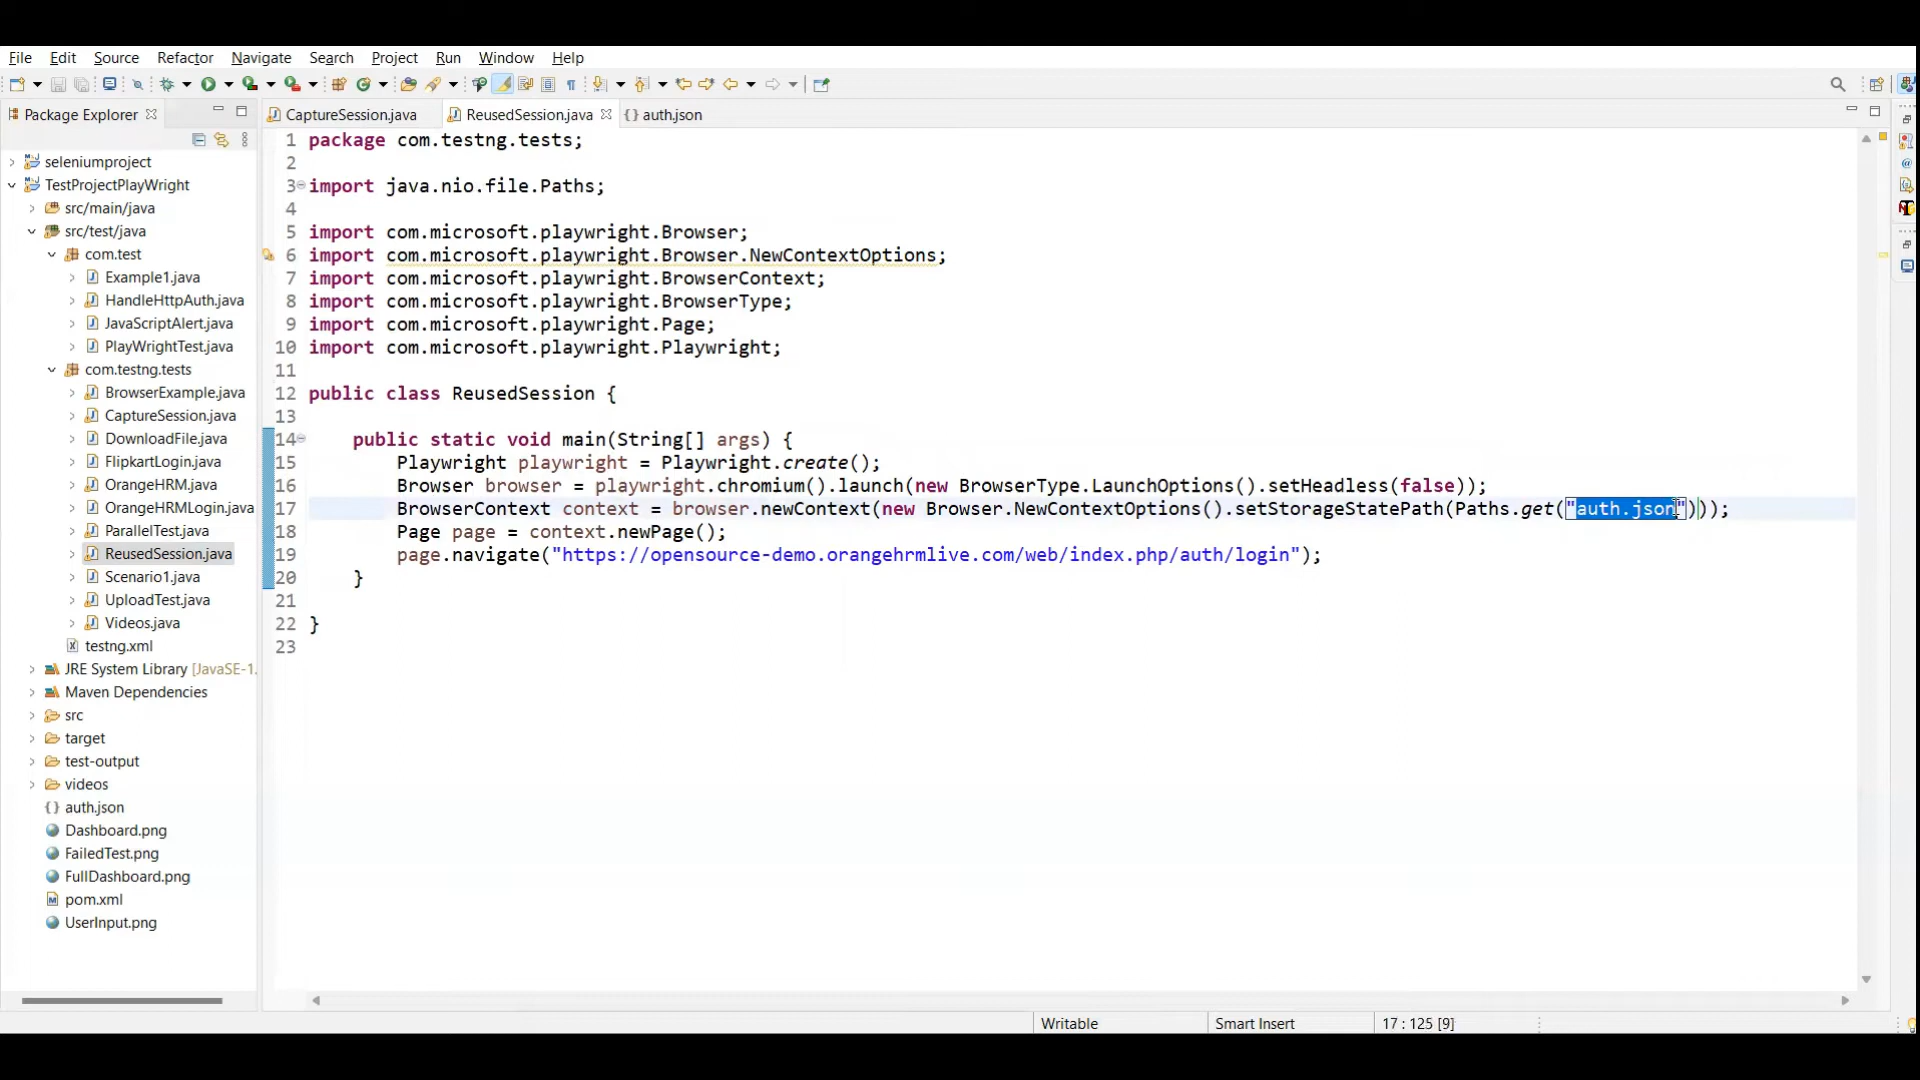 File Edit Source Refactor Navigate Search Project Run Window Help
Package Explorer
CaptureSession.java
ReusedSession.java
{} auth.json
seleniumproject
TestProjectPlayWright
src/main/java
src/test/java
com.test
Example1.java
HandleHttpAuth.java
JavaScriptAlert.java
PlayWrightTest.java
com.testng.tests
BrowserExample.java
CaptureSession.java
DownloadFile.java
FlipkartLogin.java
OrangeHRM.java
OrangeHRMLogin.java
ParallelTest.java
ReusedSession.java
Scenario1.java
UploadTest.java
Videos.java
testng.xml
JRE System Library [JavaSE-1.
Maven Dependencies
src
target
test-output
videos
{} auth.json
Dashboard.png
FailedTest.png
FullDashboard.png
pom.xml
UserInput.png
1 package com.testng.tests;
2
3 import java.nio.file.Paths;
4
5 import com.microsoft.playwright.Browser;
6 import com.microsoft.playwright.Browser.NewContextOptions;
7 import com.microsoft.playwright.BrowserContext;
8 import com.microsoft.playwright.BrowserType;
9 import com.microsoft.playwright.Page;
10 import com.microsoft.playwright.Playwright;
11
12 public class ReusedSession {
13
14 public static void main(String[] args) {
15 Playwright playwright = Playwright.create();
16 Browser browser = playwright.chromium().launch(new BrowserType.LaunchOptions().setHeadless(false));
17 BrowserContext context = browser.newContext(new Browser.NewContextOptions().setStorageStatePath(Paths.get("auth.json")));
18 Page page = context.newPage();
19 page.navigate("https://opensource-demo.orangehrmlive.com/web/index.php/auth/login");
20 }
21
22 }
23
Writable
Smart Insert
17 : 125 [9]